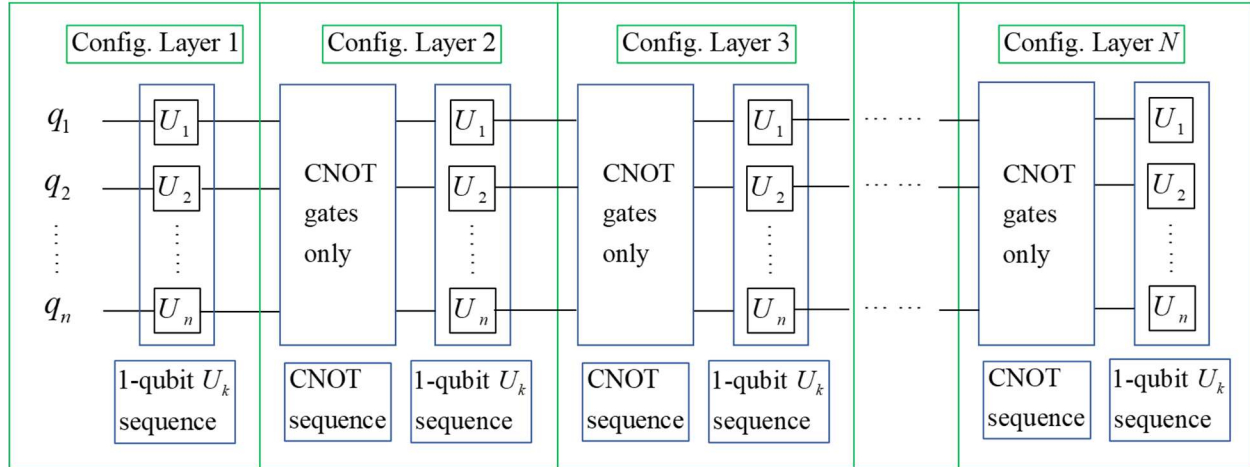 Config. Layer 1 Config. Layer 2 Config. Layer 3 Config. Layer N
q1 U1 U1 U1 ... ... U1
q2 U2 CNOT U2 CNOT U2 ... ... CNOT U2
gates gates gates
only only only
qn Un Un Un ... ... Un
1-qubit Uk CNOT 1-qubit Uk CNOT 1-qubit Uk CNOT 1-qubit Uk
sequence sequence sequence sequence sequence sequence sequence